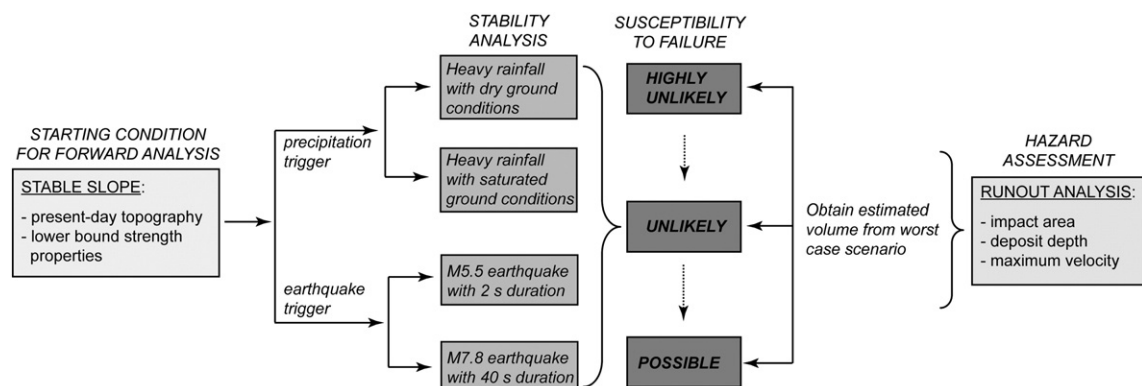 STABILITY
ANALYSIS
SUSCEPTIBILITY
TO FAILURE
STARTING CONDITION
FOR FORWARD ANALYSIS
STABLE SLOPE:
- present-day topography
- lower bound strength
properties
precipitation
trigger
earthquake
trigger
Heavy rainfall
with dry ground
conditions
Heavy rainfall
with saturated
ground conditions
M5.5 earthquake
with 2 s duration
M7.8 earthquake
with 40 s duration
HIGHLY
UNLIKELY
UNLIKELY
POSSIBLE
Obtain estimated
volume from worst
case scenario
HAZARD
ASSESSMENT
RUNOUT ANALYSIS:
- impact area
- deposit depth
- maximum velocity